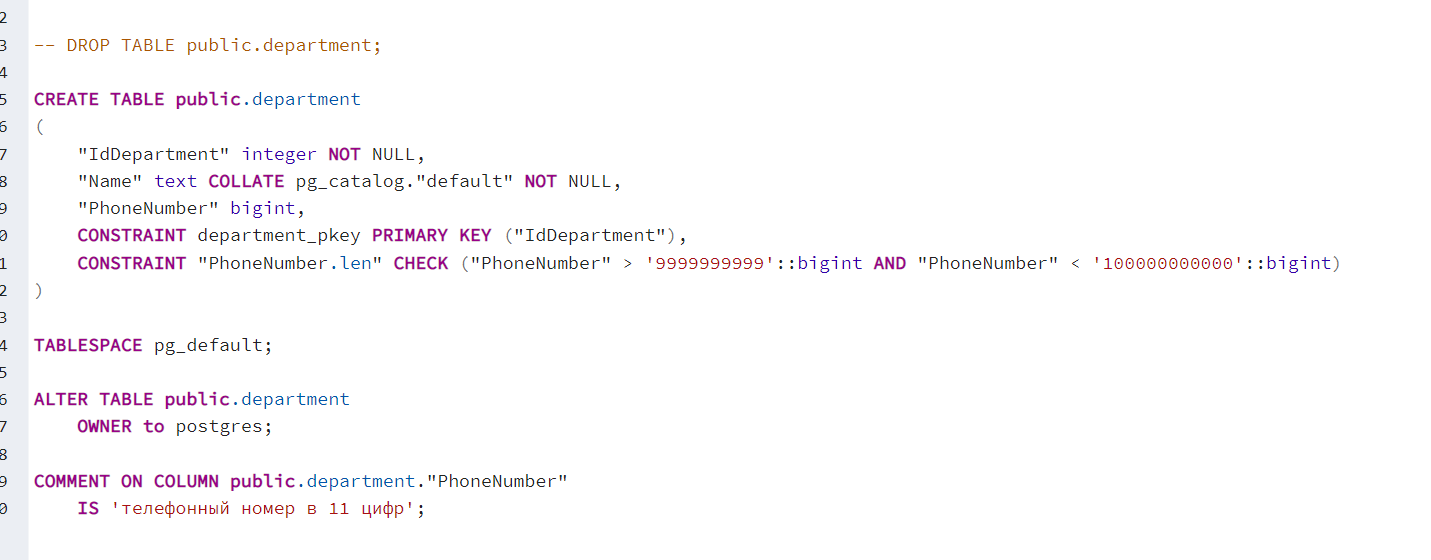 2
3 -- DROP TABLE public.department;
4
5 CREATE TABLE public.department
6 (
7 "IdDepartment" integer NOT NULL,
8 "Name" text COLLATE pg_catalog."default" NOT NULL,
9 "PhoneNumber" bigint,
0 CONSTRAINT department_pkey PRIMARY KEY ("IdDepartment"),
1 CONSTRAINT "PhoneNumber.len" CHECK ("PhoneNumber" > '9999999999'::bigint AND "PhoneNumber" < '100000000000'::bigint)
2 )
3
4 TABLESPACE pg_default;
5
6 ALTER TABLE public.department
7 OWNER to postgres;
8
9 COMMENT ON COLUMN public.department."PhoneNumber"
0 IS 'телефонный номер в 11 цифр';